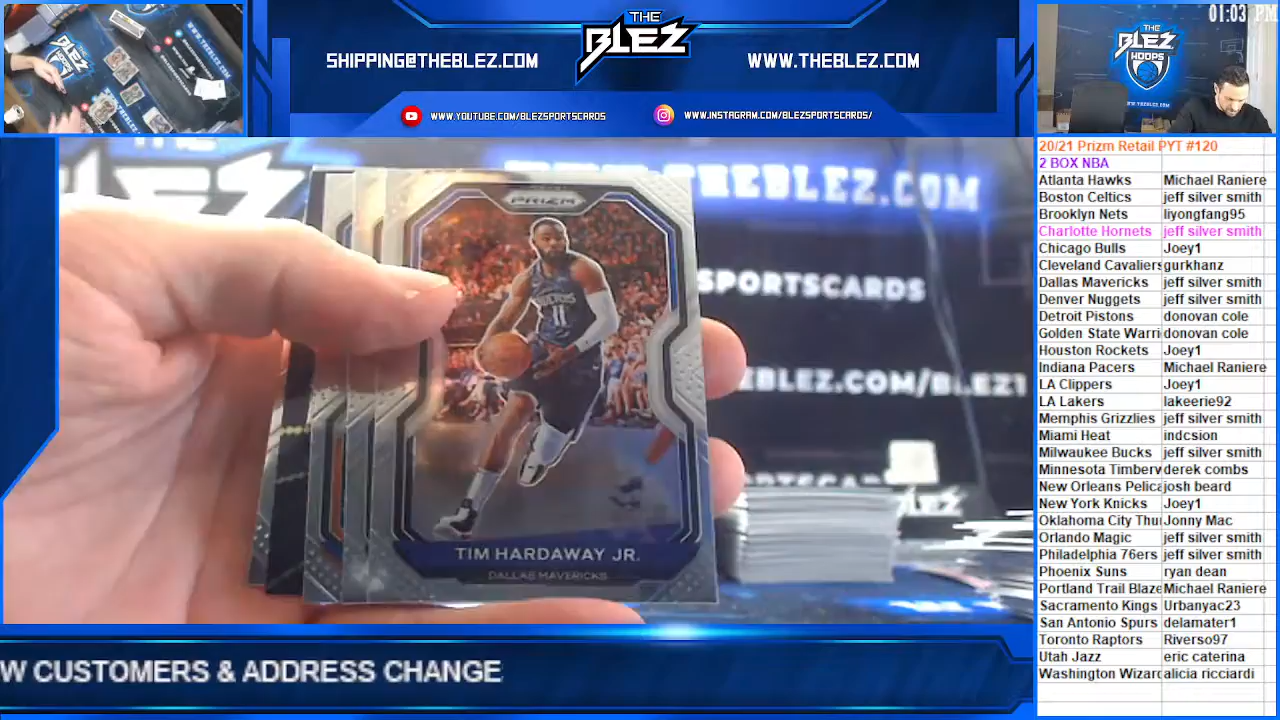 01:03 PM
THE
BLEZ
SHIPPING@THEBLEZ.COM
WWW.THEBLEZ.COM
WWW.YOUTUBE.COM/BLEZSPORTSCARDS
WWW.INSTAGRAM.COM/BLEZSPORTSCARDS/
THE
BLEZ
HOOPS
20/21 Prizm Retail PYT #120
2 BOX NBA
Atlanta Hawks Michael Raniere
Boston Celtics jeff silver smith
Brooklyn Nets liyongfang95
Charlotte Hornets jeff silver smith
Chicago Bulls Joey1
Cleveland Cavaliers gurkhanz
Dallas Mavericks jeff silver smith
Denver Nuggets jeff silver smith
Detroit Pistons donovan cole
Golden State Warri donovan cole
Houston Rockets Joey1
Indiana Pacers Michael Raniere
LA Clippers Joey1
LA Lakers lakeerie92
Memphis Grizzlies jeff silver smith
Miami Heat indcsion
Milwaukee Bucks jeff silver smith
Minnesota Timberw derek combs
New Orleans Pelica josh beard
New York Knicks Joey1
Oklahoma City Thu Jonny Mac
Orlando Magic jeff silver smith
Philadelphia 76ers jeff silver smith
Phoenix Suns ryan dean
Portland Trail Blaze Michael Raniere
Sacramento Kings Urbanyac23
San Antonio Spurs delamater1
Toronto Raptors Riverso97
Utah Jazz eric caterina
Washington Wizard alicia ricciardi
THEBLEZ.COM
SPORTSCARDS
EBLEZ.COM/BLEZ1
PRIZM
11
TIM HARDAWAY JR.
DALLAS MAVERICKS
W CUSTOMERS & ADDRESS CHANGE